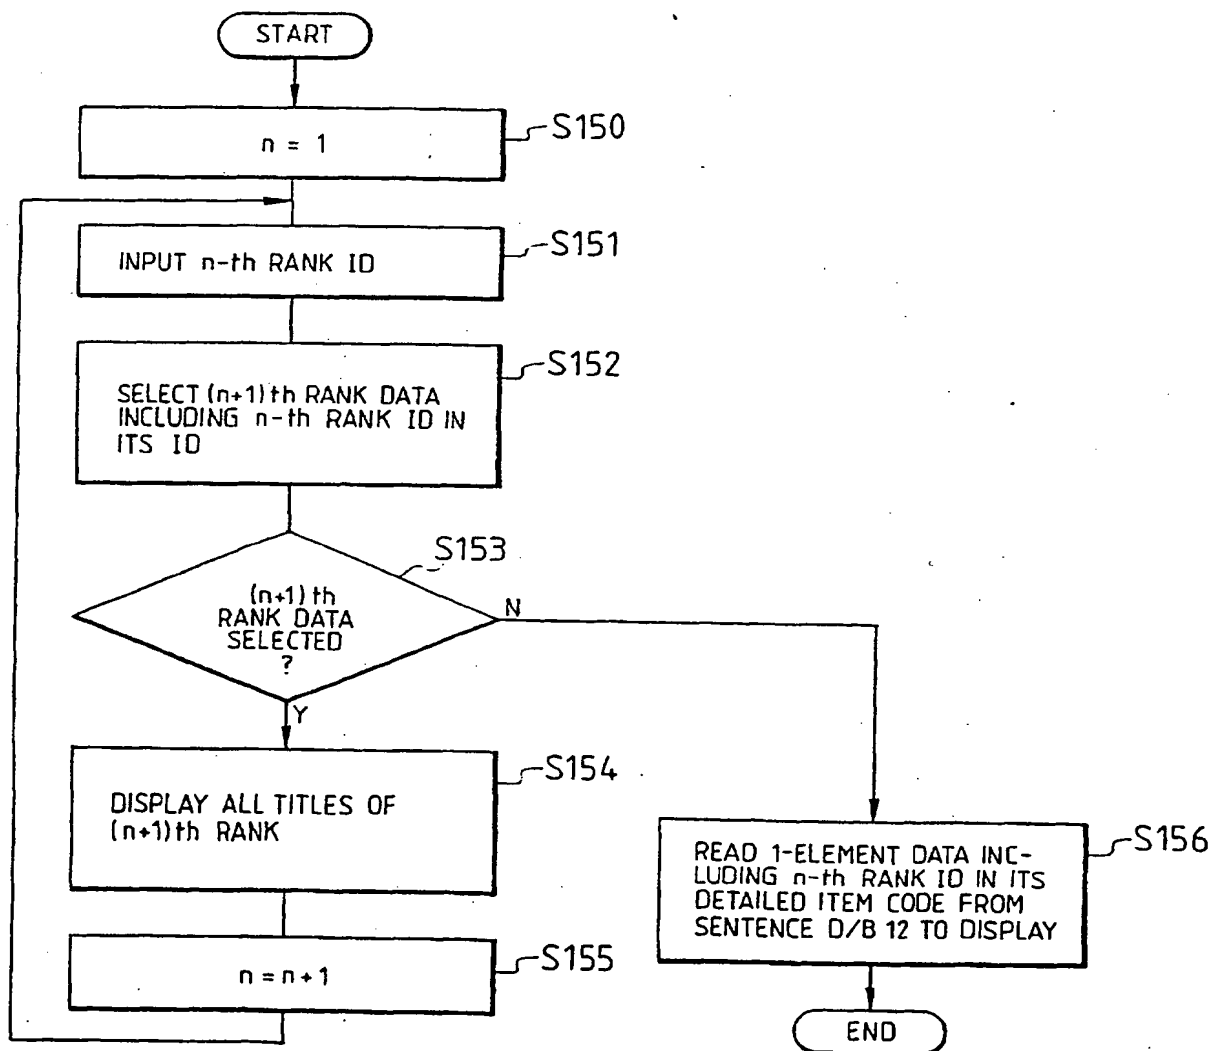 START
n = 1
S150
INPUT n-th RANK ID
S151
SELECT (n+1)th RANK DATA
INCLUDING n-th RANK ID IN
ITS ID
S152
(n+1)th
RANK DATA
SELECTED
?
S153
N
Y
DISPLAY ALL TITLES OF
(n+1)th RANK
S154
n = n + 1
S155
READ 1-ELEMENT DATA INC-
LUDING n-th RANK ID IN ITS
DETAILED ITEM CODE FROM
SENTENCE D/B 12 TO DISPLAY
S156
END